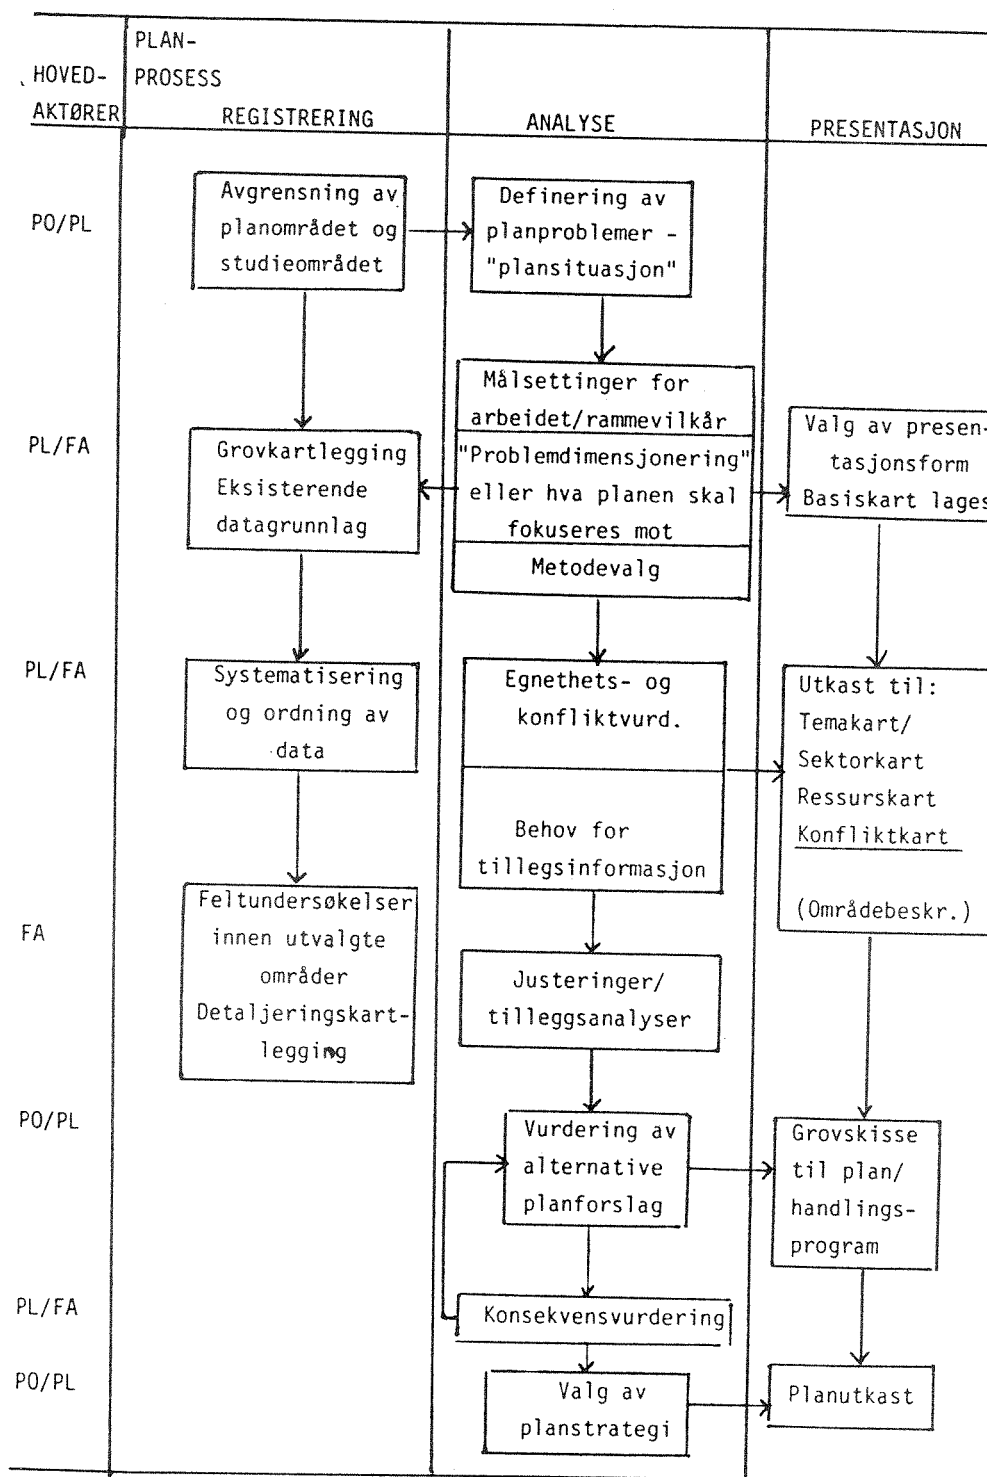 PLAN-
HOVED-
PROSESS
AKTØRER
REGISTRERING
ANALYSE
PRESENTASJON
PO/PL
Avgrensning av
planområdet og
studieområdet
Definering av
planproblemer -
"plansituasjon"
PL/FA
Grovkartlegging
Eksisterende
datagrunnlag
Målsettinger for
arbeidet/rammevilkår
"Problemdimensjonering"
eller hva planen skal
fokuseres mot
Metodevalg
Valg av presen-
tasjonsform
Basiskart lages
PL/FA
Systematisering
og ordning av
data
Egnethets- og
konfliktvurd.
Behov for
tillegsinformasjon
Utkast til:
Temakart/
Sektorkart
Ressurskart
Konfliktkart
(Områdebeskr.)
FA
Feltundersøkelser
innen utvalgte
områder
Detaljeringskart-
legging
Justeringer/
tilleggsanalyser
PO/PL
Vurdering av
alternative
planforslag
Grovskisse
til plan/
handlings-
program
PL/FA
Konsekvensvurdering
PO/PL
Valg av
planstrategi
Planutkast